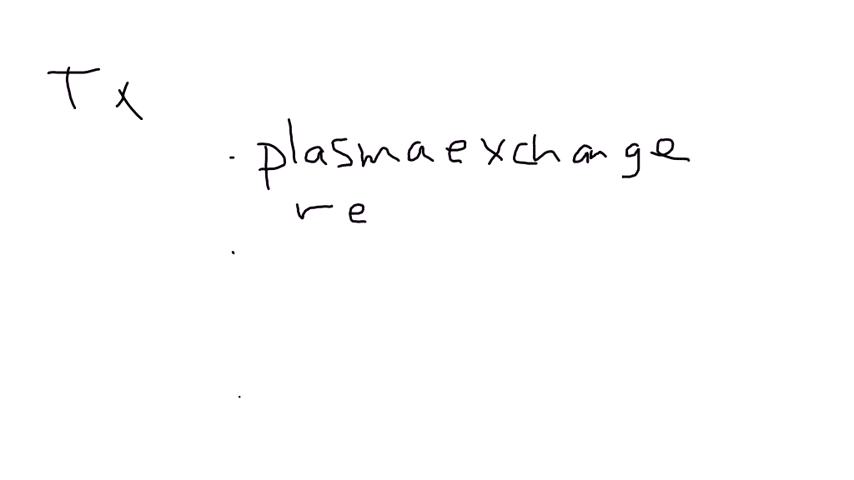 Tx
. plasmaexchange
re
.
.